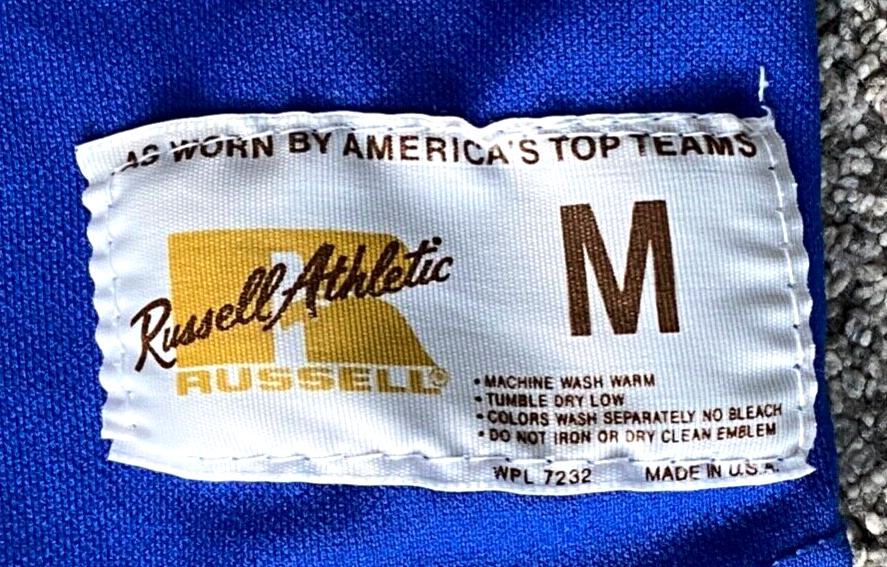 AS WORN BY AMERICA'S TOP TEAMS
M
Russell Athletic
RUSSELL®
• MACHINE WASH WARM
• TUMBLE DRY LOW
• COLORS WASH SEPARATELY NO BLEACH
• DO NOT IRON OR DRY CLEAN EMBLEM
WPL 7232 MADE IN U.S.A.